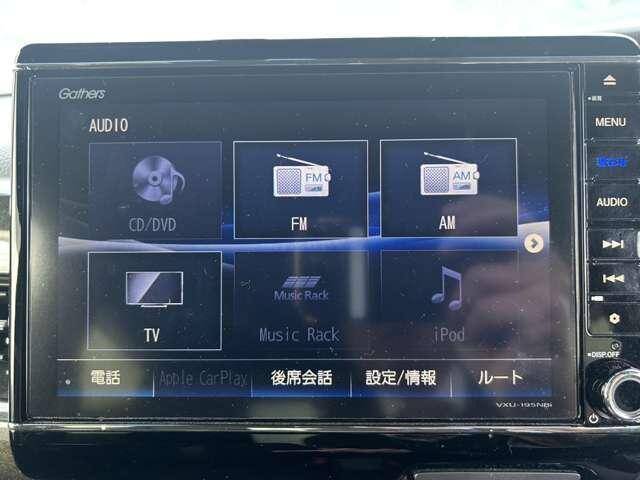 Gathers
AUDIO
CD/DVD
FM
FM
AM
AM
TV
Music Rack
Music Rack
iPod
電話 Apple CarPlay 後席会話 設定/情報 ルート
VXU-195NBi
MENU
AUDIO
DISP.OFF